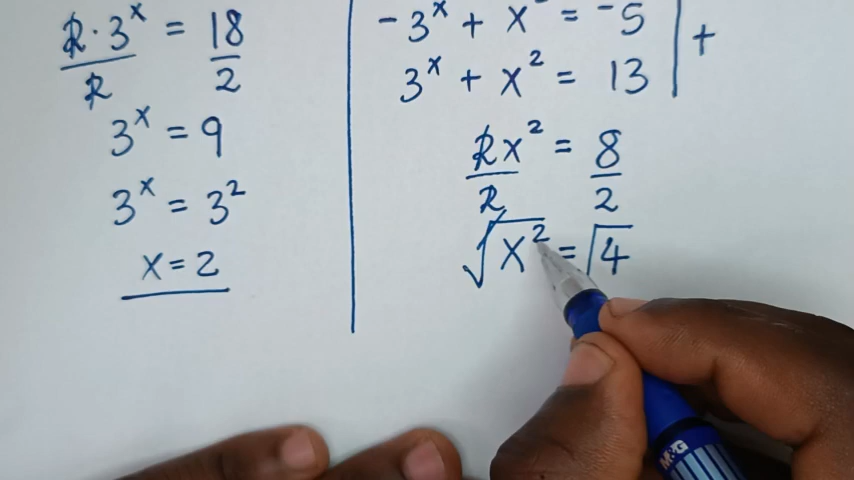 2 · 3^x = 18
2 2
3^x = 9
3^x = 3^2
x = 2
-3^x + x = -5
3^x + x^2 = 13 +
2x^2 = 8
2 2
√x^2 = √4
M&G